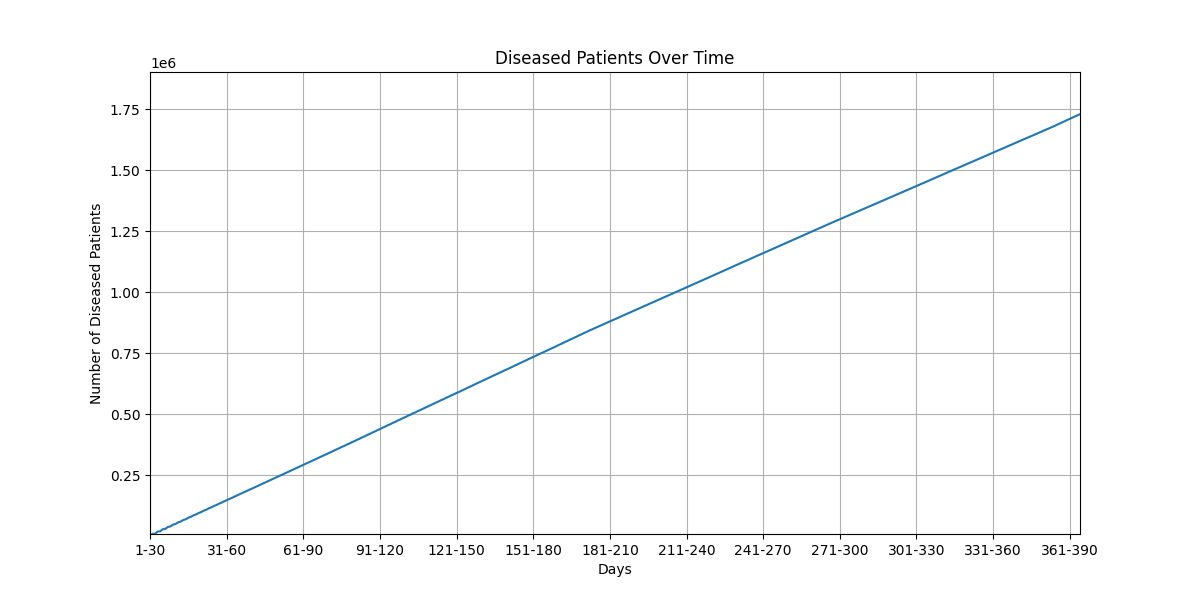 Diseased Patients Over Time
1e6
Number of Diseased Patients
1.75
1.50
1.25
1.00
0.75
0.50
0.25
1-30 31-60 61-90 91-120 121-150 151-180 181-210 211-240 241-270 271-300 301-330 331-360 361-390
Days